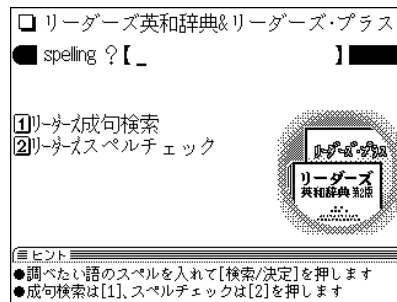 リーダーズ英和辞典&リーダーズ･プラス
spelling ?【 _ 】
1リーダーズ成句検索
2リーダーズスペルチェック
リーダーズ･プラス
リーダーズ
英和辞典 第2版
ヒント
●調べたい語のスペルを入れて[検索/決定]を押します
●成句検索は[1]、スペルチェックは[2]を押します